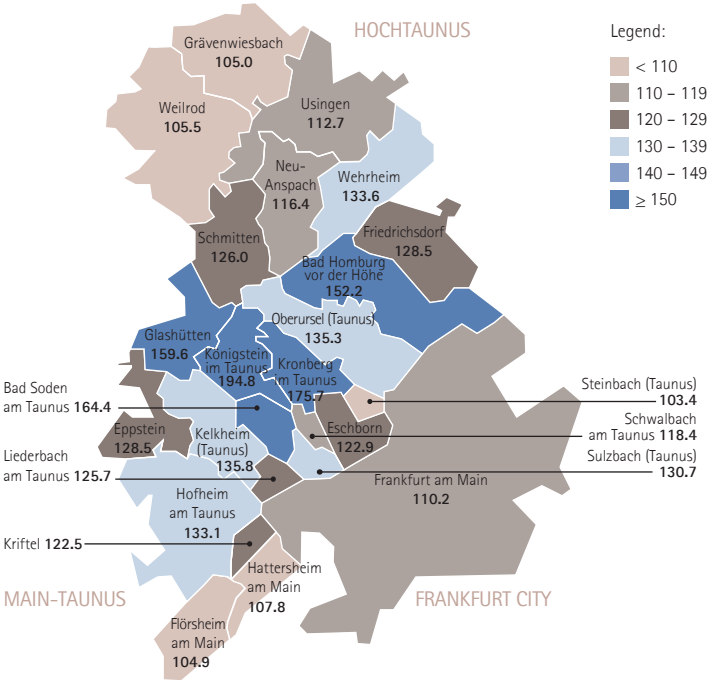 HOCHTAUNUS
Legend:
< 110
110 – 119
120 – 129
130 – 139
140 – 149
≥ 150
Grävenwiesbach
105.0
Weilrod
105.5
Usingen
112.7
Neu-
Anspach
116.4
Wehrheim
133.6
Schmitten
126.0
Friedrichsdorf
128.5
Bad Homburg
vor der Höhe
152.2
Oberursel (Taunus)
135.3
Glashütten
159.6
Königstein
im Taunus
194.8
Kronberg
im Taunus
175.7
Bad Soden
am Taunus 164.4
Steinbach (Taunus)
103.4
Schwalbach
am Taunus 118.4
Sulzbach (Taunus)
130.7
Eschborn
122.9
Eppstein
128.5
Kelkheim
(Taunus)
135.8
Liederbach
am Taunus 125.7
Frankfurt am Main
110.2
Hofheim
am Taunus
133.1
Kriftel 122.5
Hattersheim
am Main
107.8
MAIN-TAUNUS
FRANKFURT CITY
Flörsheim
am Main
104.9